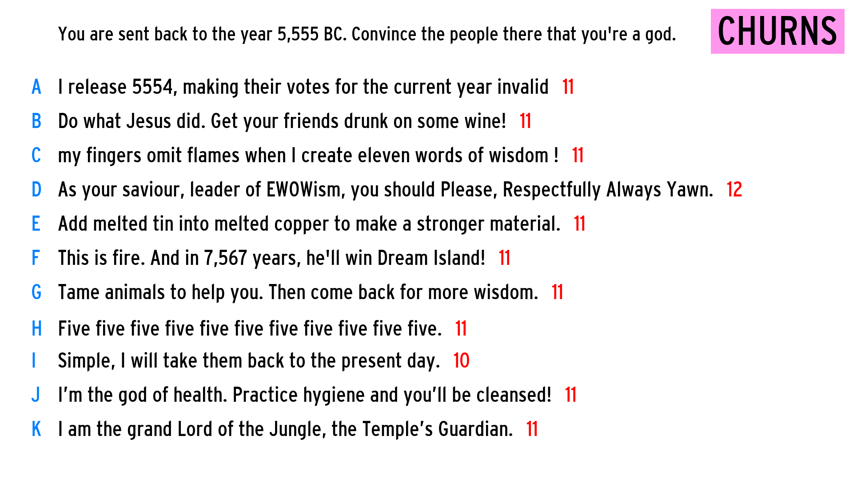 You are sent back to the year 5,555 BC. Convince the people there that you're a god.
CHURNS
A I release 5554, making their votes for the current year invalid 11
B Do what Jesus did. Get your friends drunk on some wine! 11
C my fingers omit flames when I create eleven words of wisdom ! 11
D As your saviour, leader of EWOWism, you should Please, Respectfully Always Yawn. 12
E Add melted tin into melted copper to make a stronger material. 11
F This is fire. And in 7,567 years, he'll win Dream Island! 11
G Tame animals to help you. Then come back for more wisdom. 11
H Five five five five five five five five five five five. 11
I Simple, I will take them back to the present day. 10
J I’m the god of health. Practice hygiene and you’ll be cleansed! 11
K I am the grand Lord of the Jungle, the Temple’s Guardian. 11